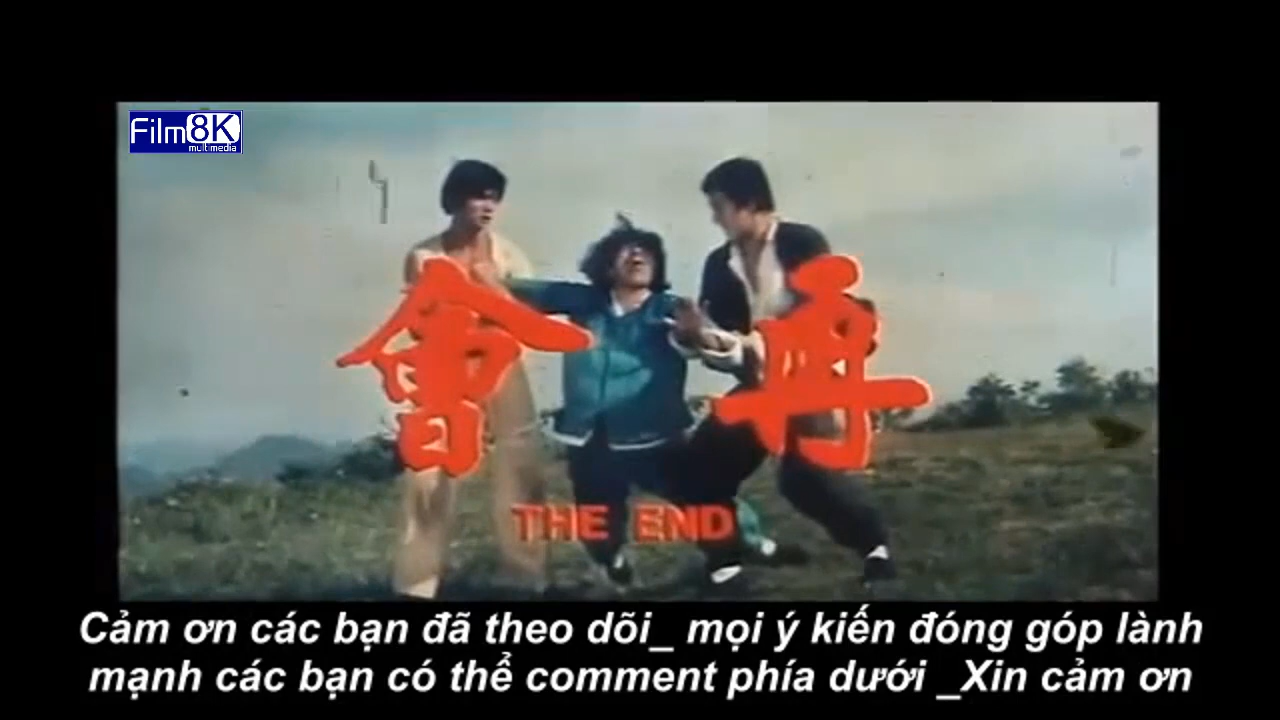 Film8K
multimedia
會 再
THE END
Cảm ơn các bạn đã theo dõi_ mọi ý kiến đóng góp lành
mạnh các bạn có thể comment phía dưới _Xin cảm ơn